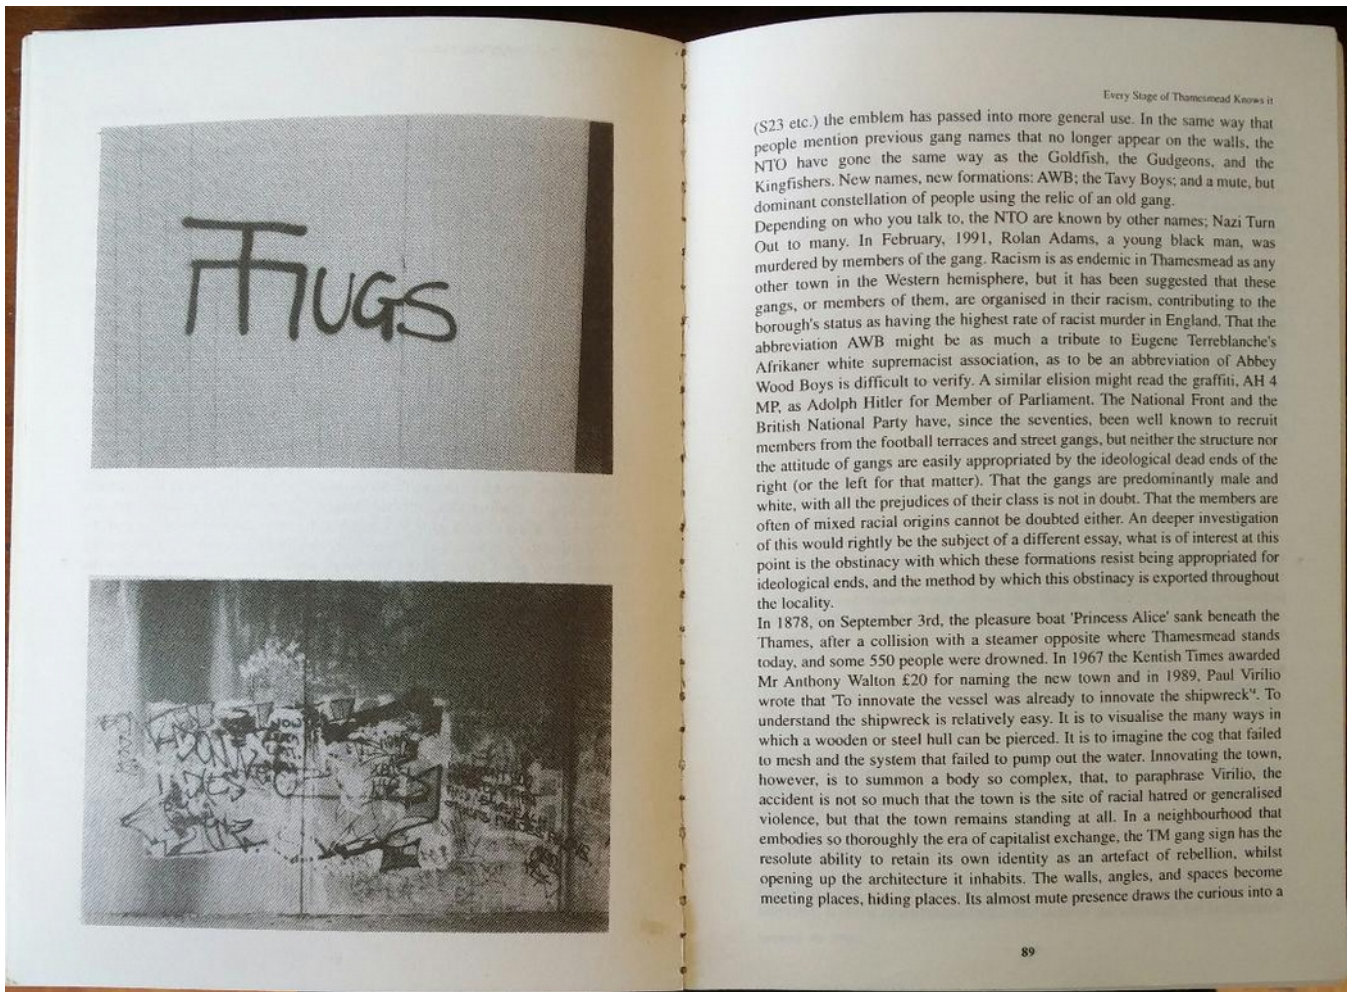 THUGS
Every Stage of Thamesmead Knows it
(S23 etc.) the emblem has passed into more general use. In the same way that
people mention previous gang names that no longer appear on the walls, the
NTO have gone the same way as the Goldfish, the Gudgeons, and the
Kingfishers. New names, new formations: AWB; the Tavy Boys; and a mute, but
dominant constellation of people using the relic of an old gang.
Depending on who you talk to, the NTO are known by other names; Nazi Turn
Out to many. In February, 1991, Rolan Adams, a young black man, was
murdered by members of the gang. Racism is as endemic in Thamesmead as any
other town in the Western hemisphere, but it has been suggested that these
gangs, or members of them, are organised in their racism, contributing to the
borough's status as having the highest rate of racist murder in England. That the
abbreviation AWB might be as much a tribute to Eugene Terreblanche's
Afrikaner white supremacist association, as to be an abbreviation of Abbey
Wood Boys is difficult to verify. A similar elision might read the graffiti, AH 4
MP, as Adolph Hitler for Member of Parliament. The National Front and the
British National Party have, since the seventies, been well known to recruit
members from the football terraces and street gangs, but neither the structure nor
the attitude of gangs are easily appropriated by the ideological dead ends of the
right (or the left for that matter). That the gangs are predominantly male and
white, with all the prejudices of their class is not in doubt. That the members are
often of mixed racial origins cannot be doubted either. An deeper investigation
of this would rightly be the subject of a different essay, what is of interest at this
point is the obstinacy with which these formations resist being appropriated for
ideological ends, and the method by which this obstinacy is exported throughout
the locality.
In 1878, on September 3rd, the pleasure boat 'Princess Alice' sank beneath the
Thames, after a collision with a steamer opposite where Thamesmead stands
today, and some 550 people were drowned. In 1967 the Kentish Times awarded
Mr Anthony Walton £20 for naming the new town and in 1989, Paul Virilio
wrote that 'To innovate the vessel was already to innovate the shipwreck'⁴. To
understand the shipwreck is relatively easy. It is to visualise the many ways in
which a wooden or steel hull can be pierced. It is to imagine the cog that failed
to mesh and the system that failed to pump out the water. Innovating the town,
however, is to summon a body so complex, that, to paraphrase Virilio, the
accident is not so much that the town is the site of racial hatred or generalised
violence, but that the town remains standing at all. In a neighbourhood that
embodies so thoroughly the era of capitalist exchange, the TM gang sign has the
resolute ability to retain its own identity as an artefact of rebellion, whilst
opening up the architecture it inhabits. The walls, angles, and spaces become
meeting places, hiding places. Its almost mute presence draws the curious into a
89